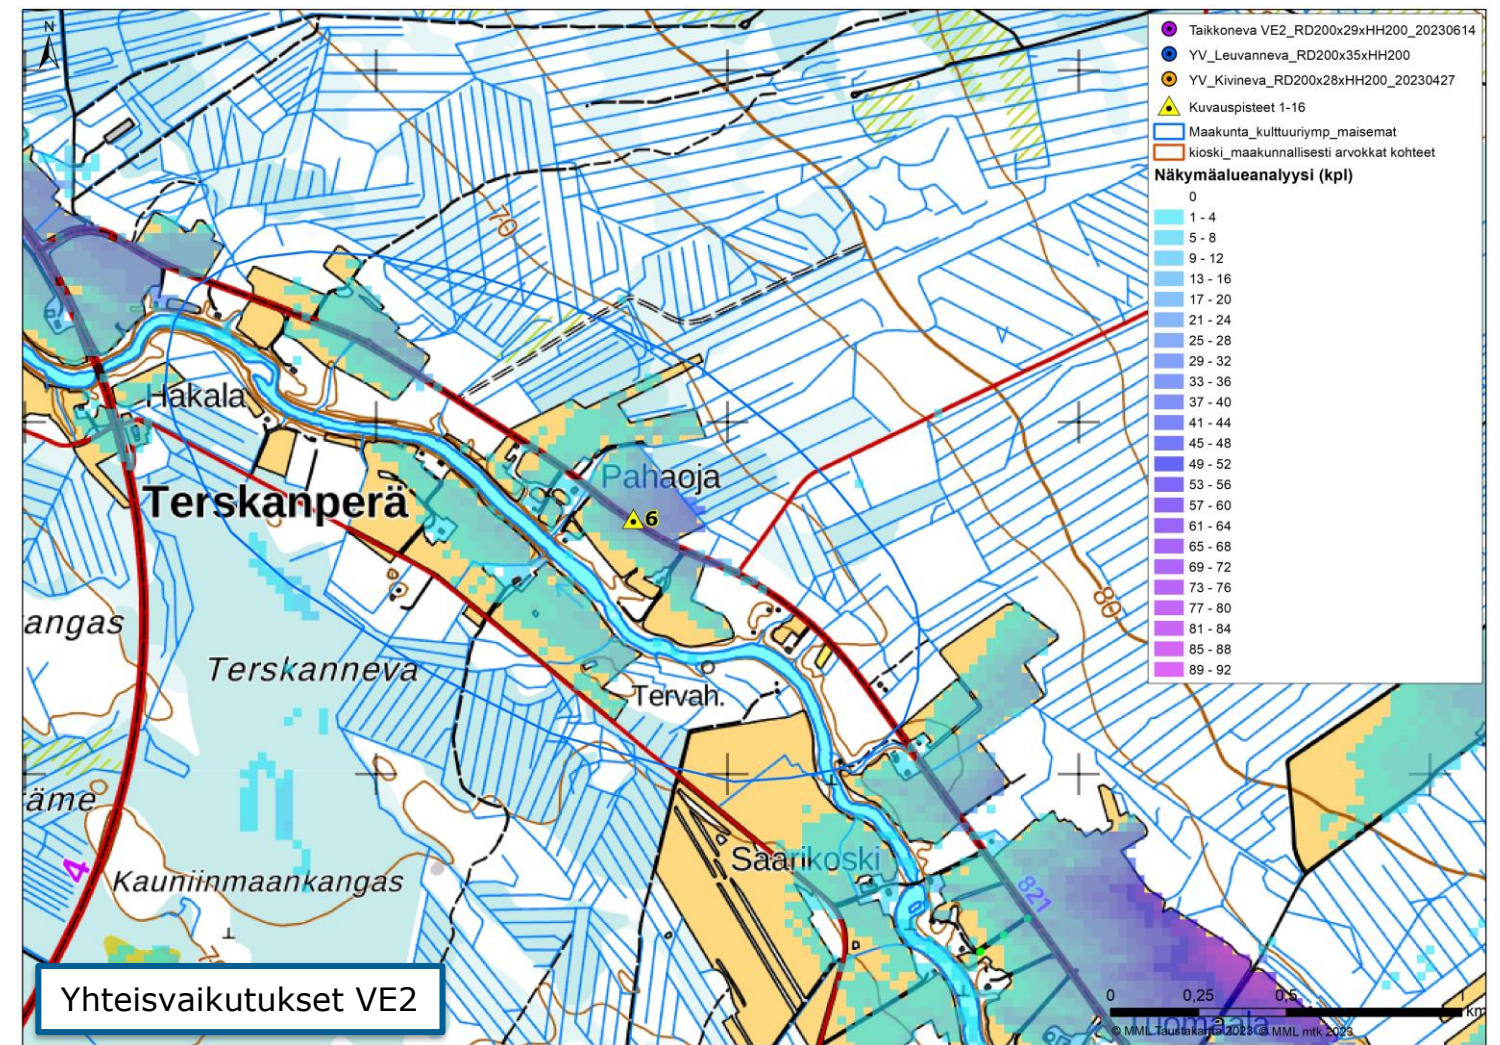 N
Taikkoneva VE2_RD200x29xHH200_20230614
YV_Leuvanneva_RD200x35xHH200
YV_Kivineva_RD200x28xHH200_20230427
Kuvauspisteet 1-16
Maakunta_kulttuuriymp_maisemat
kioski_maakunnallisesti arvokkat kohteet
Näkymäalueanalyysi (kpl)
0
1 - 4
5 - 8
9 - 12
13 - 16
17 - 20
21 - 24
25 - 28
29 - 32
33 - 36
37 - 40
41 - 44
45 - 48
49 - 52
53 - 56
57 - 60
61 - 64
65 - 68
69 - 72
73 - 76
77 - 80
81 - 84
85 - 88
89 - 92
70
Hakala
Pahaoja
Terskanperä
6
80
angas
Terskanneva
Tervah.
äme
Saarikoski
4
Kauniinmaankangas
821
Yhteisvaikutukset VE2
0 0,25 0,5 1
km
© MML Taustakartta 2023 © MML mtk 2023